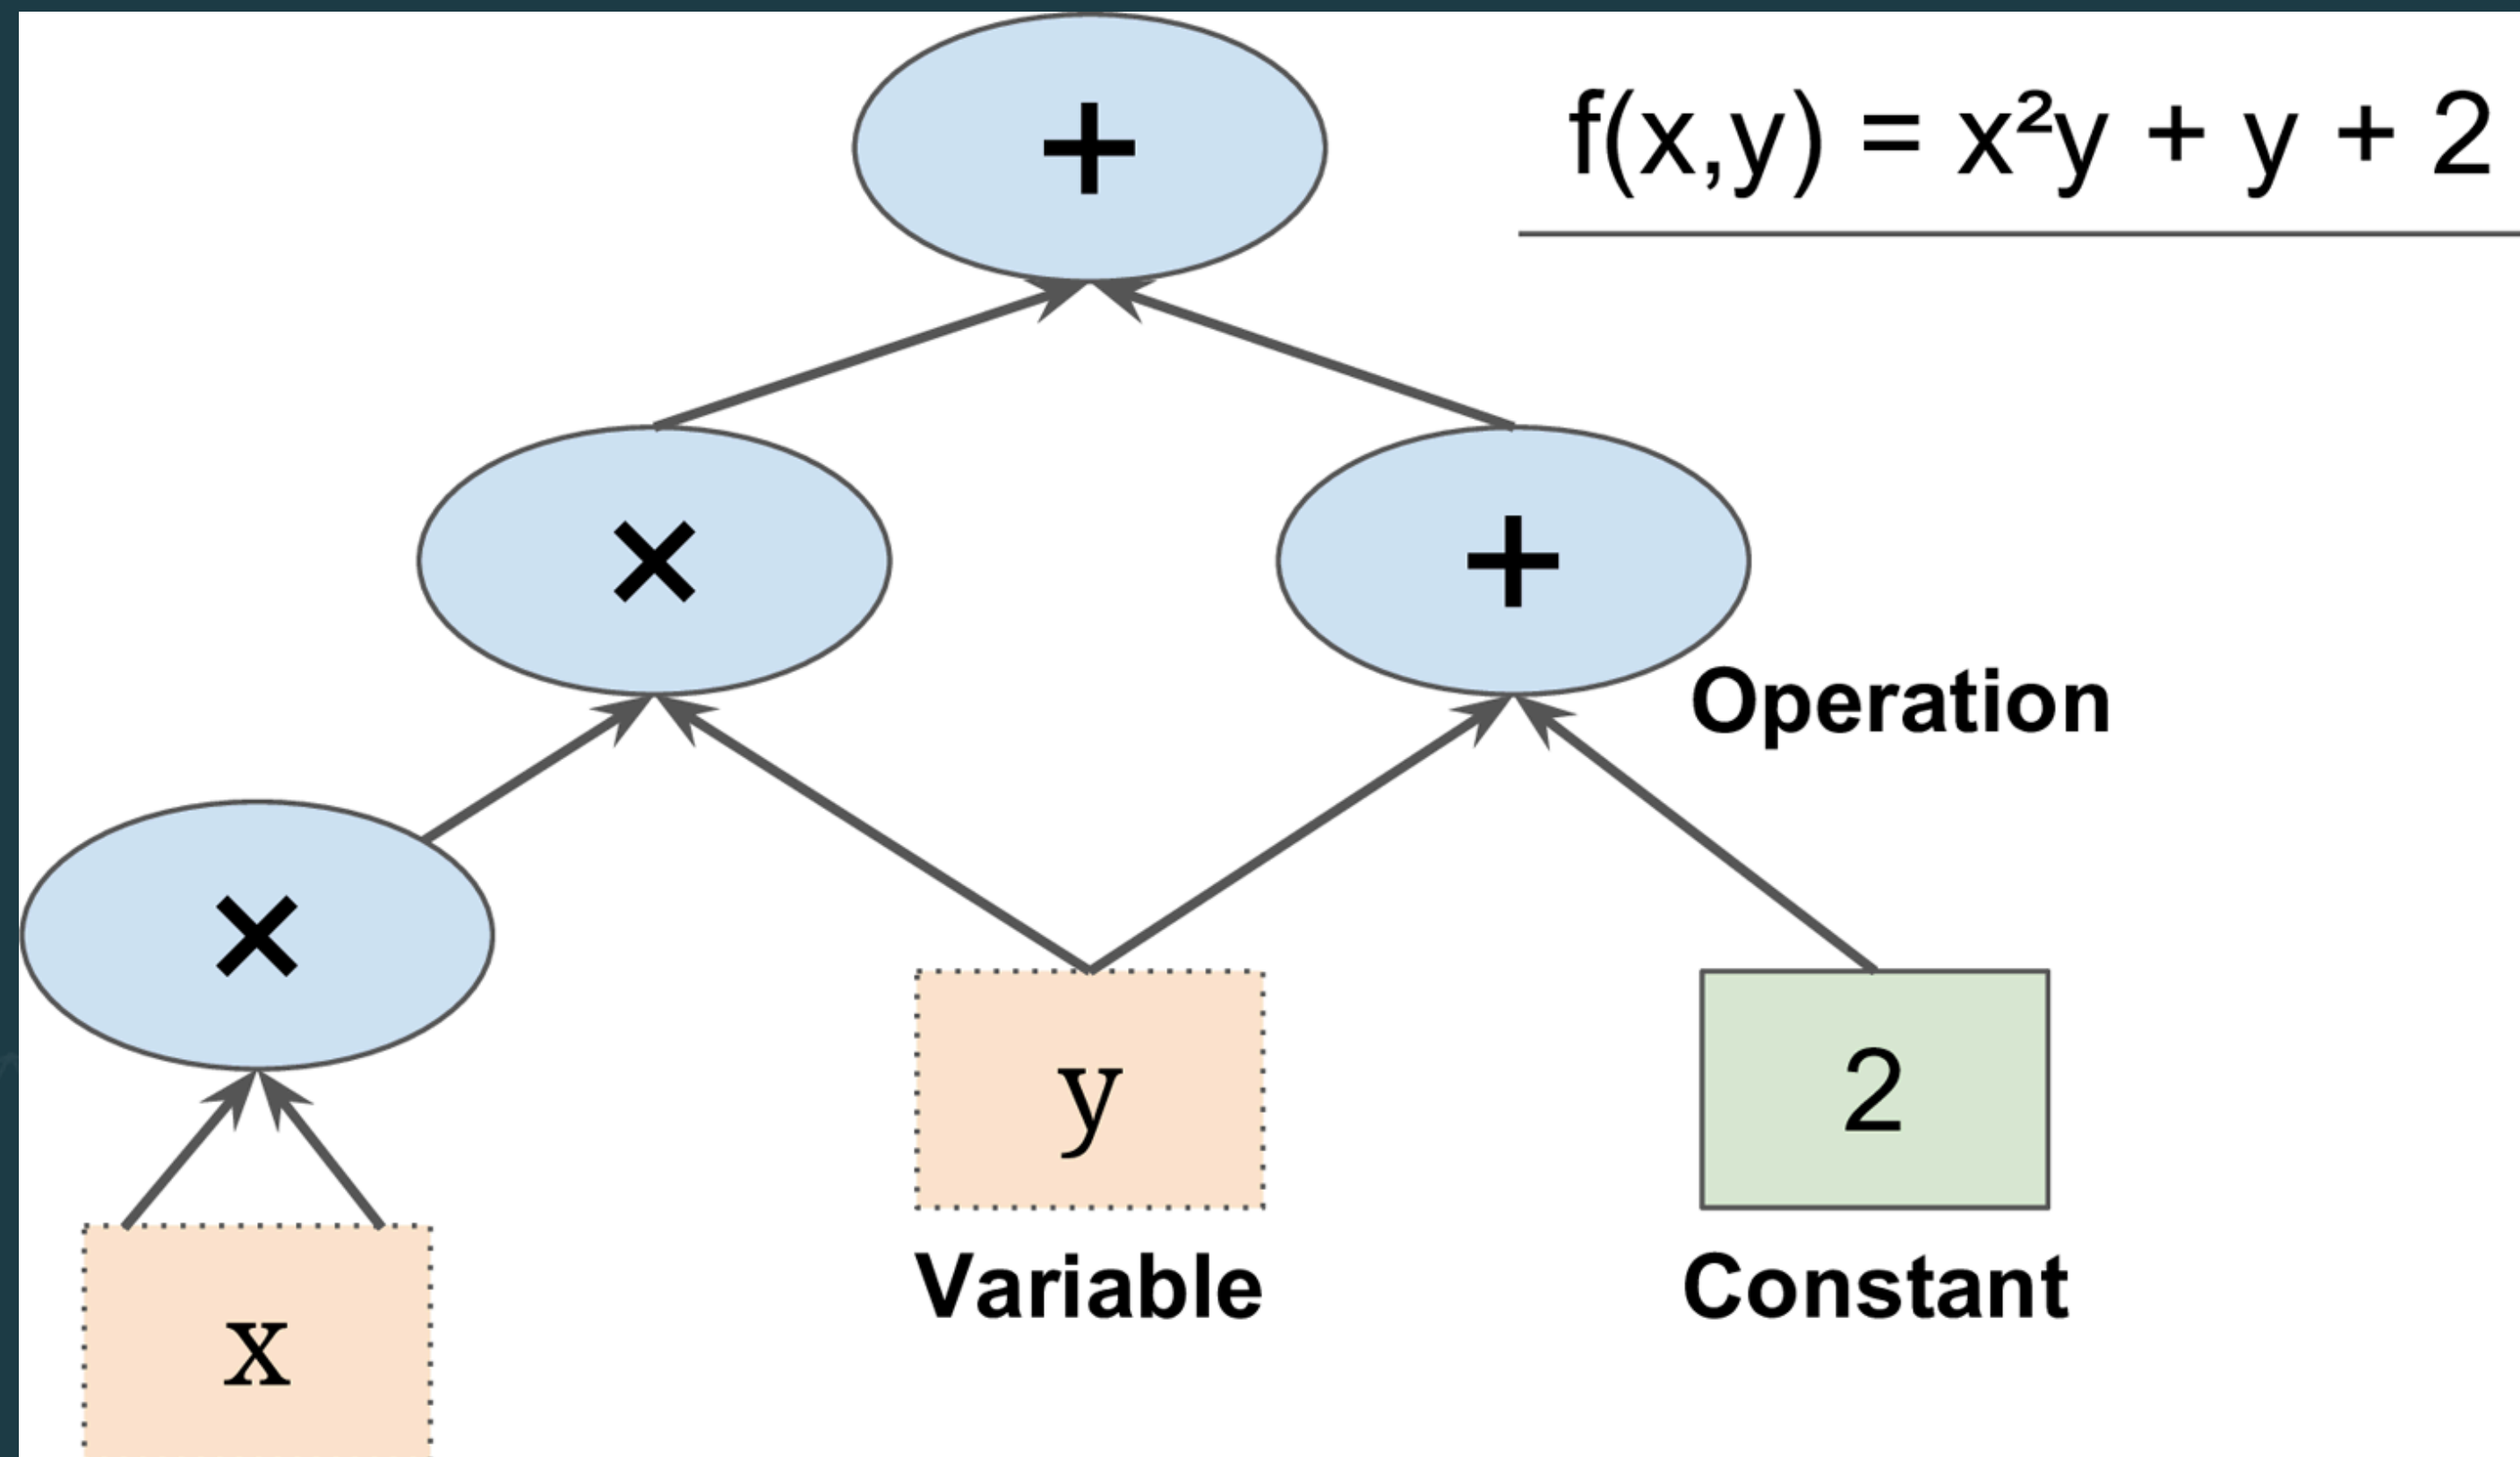 +
f(x,y) = x²y + y + 2
×
+
Operation
×
y
2
Variable
Constant
x